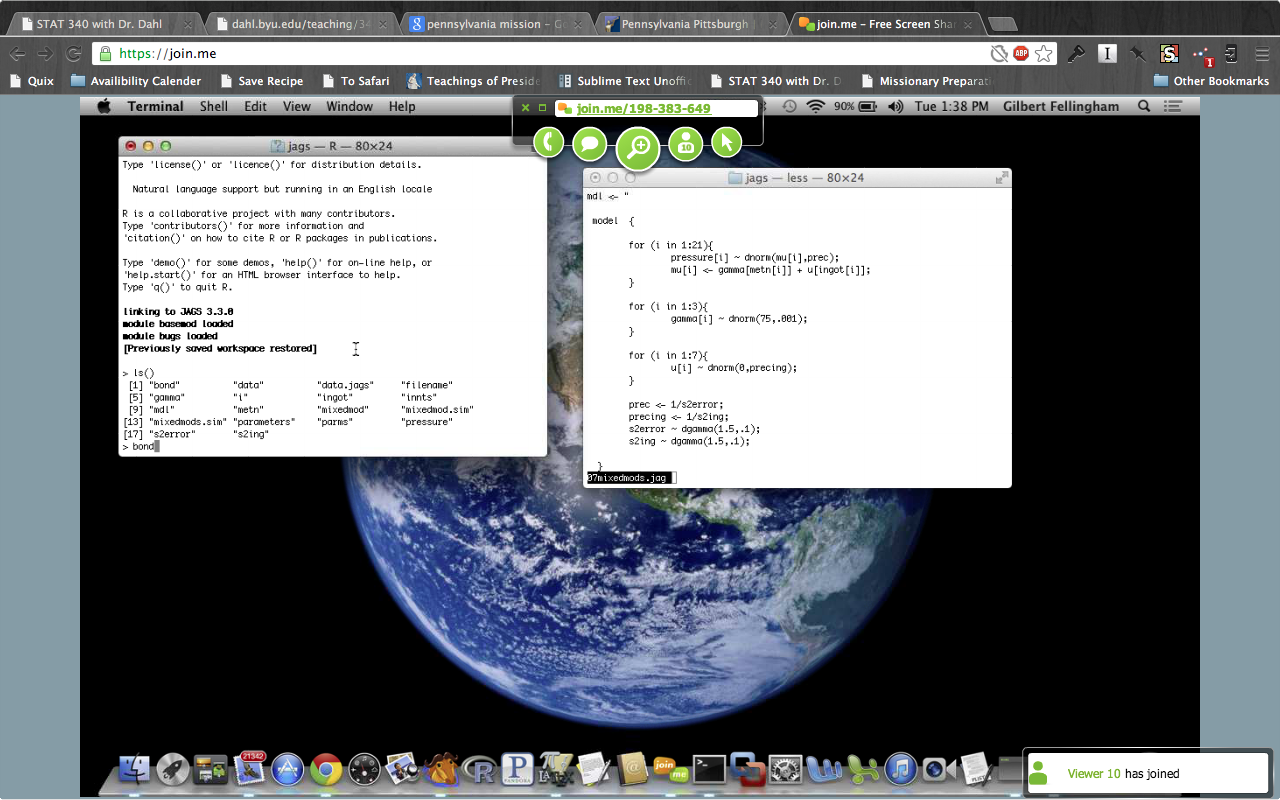 STAT 340 with Dr. Dahl
dahl.byu.edu/teaching/34
pennsylvania mission - G
Pennsylvania Pittsburgh
join.me – Free Screen Sha
https://join.me
ABP
1
Quix
Availibility Calender
Save Recipe
To Safari
Teachings of Preside
Sublime Text Unoffic
STAT 340 with Dr. D
Missionary Preparati
Other Bookmarks
Terminal Shell Edit View Window Help
join.me/198-383-649
90%
Tue 1:38 PM
Gilbert Fellingham
10
jags — R — 80×24
Type 'license()' or 'licence()' for distribution details.
Natural language support but running in an English locale
R is a collaborative project with many contributors.
Type 'contributors()' for more information and
'citation()' on how to cite R or R packages in publications.
Type 'demo()' for some demos, 'help()' for on-line help, or
'help.start()' for an HTML browser interface to help.
Type 'q()' to quit R.
linking to JAGS 3.3.0
module basemod loaded
module bugs loaded
[Previously saved workspace restored]
> ls()
[1] "bond" "data" "data.jags" "filename"
[5] "gamma" "i" "ingot" "innts"
[9] "mdl" "metn" "mixedmod" "mixedmod.sim"
[13] "mixedmods.sim" "parameters" "parms" "pressure"
[17] "s2error" "s2ing"
> bond
jags — less — 80×24
mdl <- "
model {
for (i in 1:21){
pressure[i] ~ dnorm(mu[i],prec);
mu[i] <- gamma[metn[i]] + u[ingot[i]];
}
for (i in 1:3){
gamma[i] ~ dnorm(75,.001);
}
for (i in 1:7){
u[i] ~ dnorm(0,precing);
}
prec <- 1/s2error;
precing <- 1/s2ing;
s2error ~ dgamma(1.5,.1);
s2ing ~ dgamma(1.5,.1);
}
07mixedmods.jag
21342
PANDORA
join
me
Viewer 10 has joined